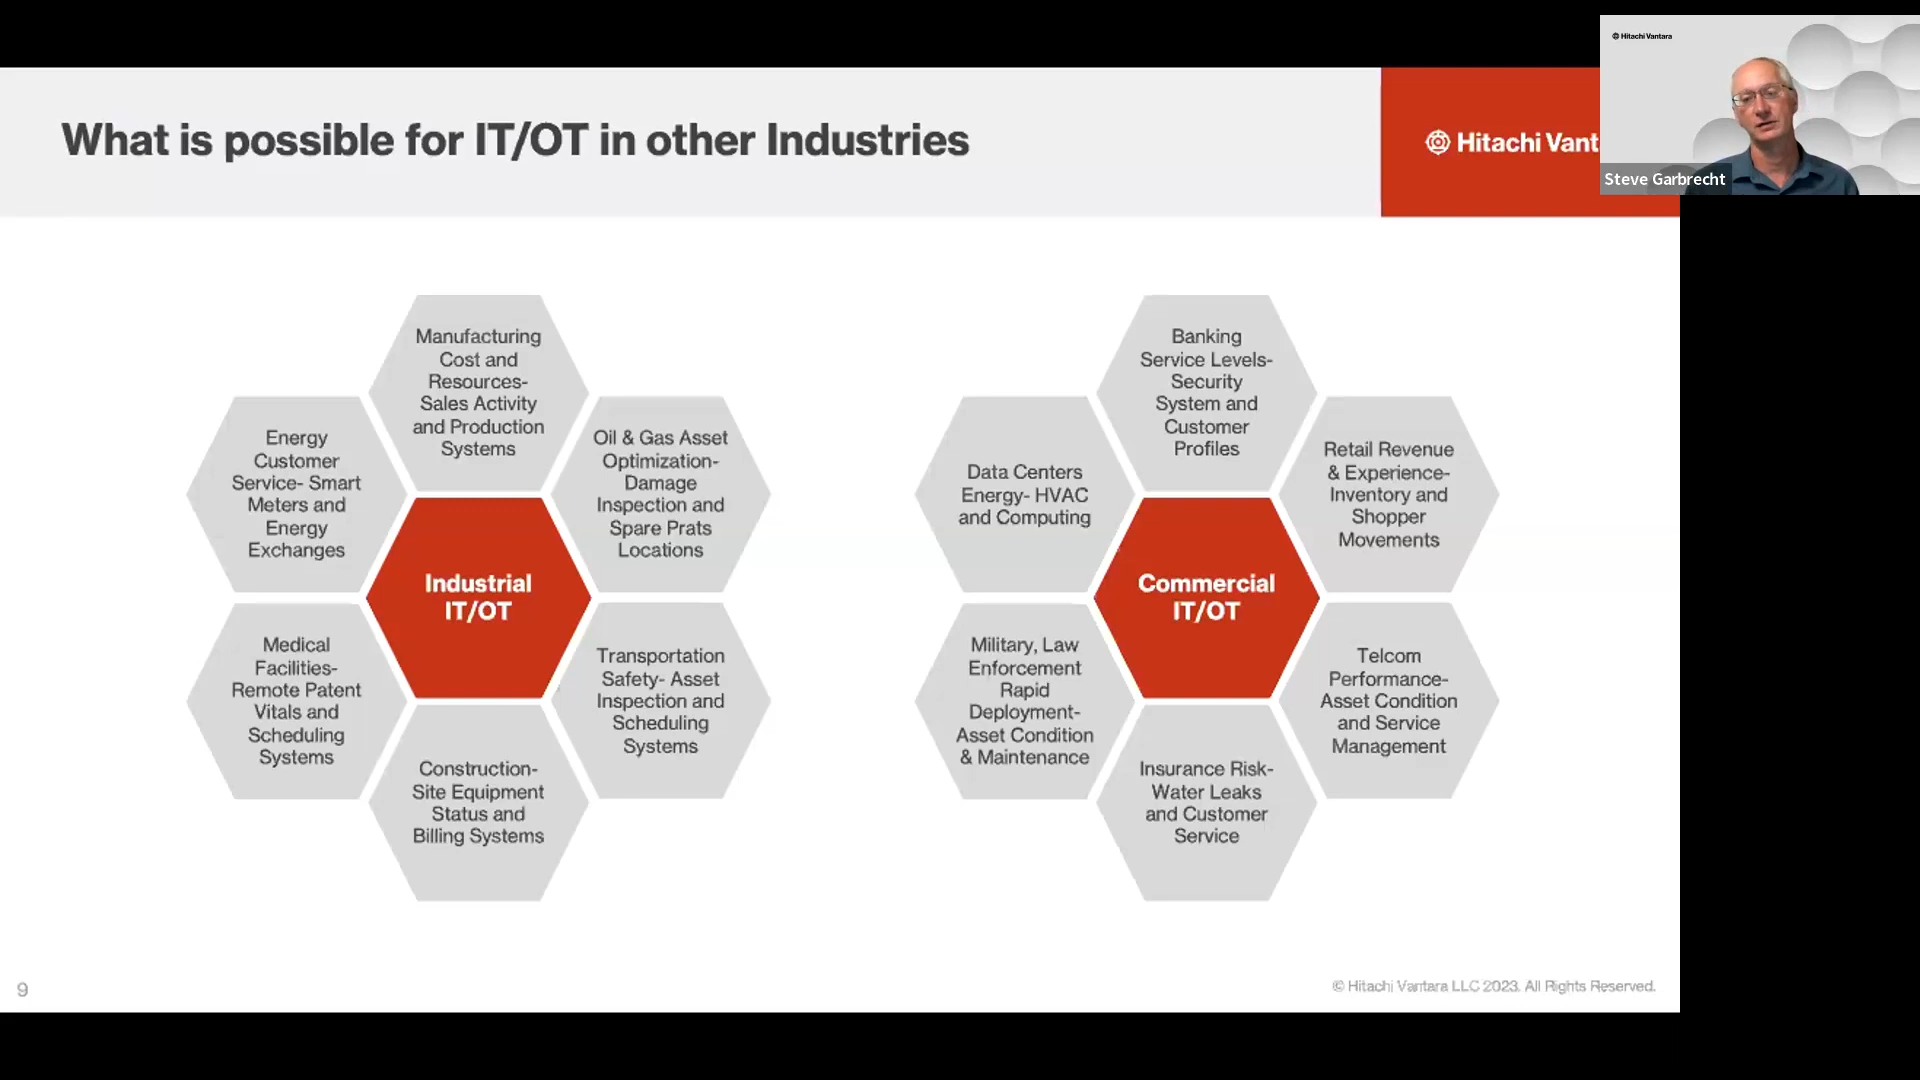 Hitachi Vantara
What is possible for IT/OT in other Industries
Hitachi Vant
Steve Garbrecht
Manufacturing
Cost and
Resources-
Sales Activity
and Production
Systems
Energy
Customer
Service- Smart
Meters and
Energy
Exchanges
Oil & Gas Asset
Optimization-
Damage
Inspection and
Spare Prats
Locations
Industrial
IT/OT
Medical
Facilities-
Remote Patent
Vitals and
Scheduling
Systems
Transportation
Safety- Asset
Inspection and
Scheduling
Systems
Construction-
Site Equipment
Status and
Billing Systems
Banking
Service Levels-
Security
System and
Customer
Profiles
Data Centers
Energy- HVAC
and Computing
Retail Revenue
& Experience-
Inventory and
Shopper
Movements
Commercial
IT/OT
Military, Law
Enforcement
Rapid
Deployment-
Asset Condition
& Maintenance
Telcom
Performance-
Asset Condition
and Service
Management
Insurance Risk-
Water Leaks
and Customer
Service
9
© Hitachi Vantara LLC 2023. All Rights Reserved.